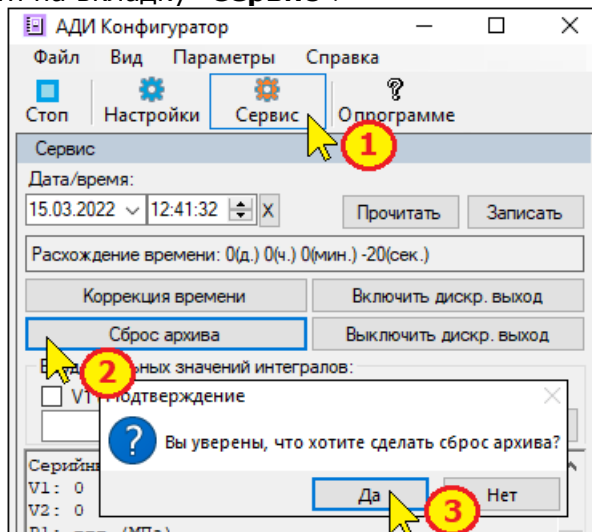 АДИ Конфигуратор
Файл Вид Параметры Справка
Стоп Настройки Сервис О программе
1
Сервис
Дата/время:
15.03.2022 12:41:32 X Прочитать Записать
Расхождение времени: 0(д.) 0(ч.) 0(мин.) -20(сек.)
Коррекция времени Включить дискр. выход
Сброс архива Выключить дискр. выход
2
значений интегралов:
V1
Подтверждение
Вы уверены, что хотите сделать сброс архива?
Да Нет
3
V1: 0
V2: 0
(МПа)